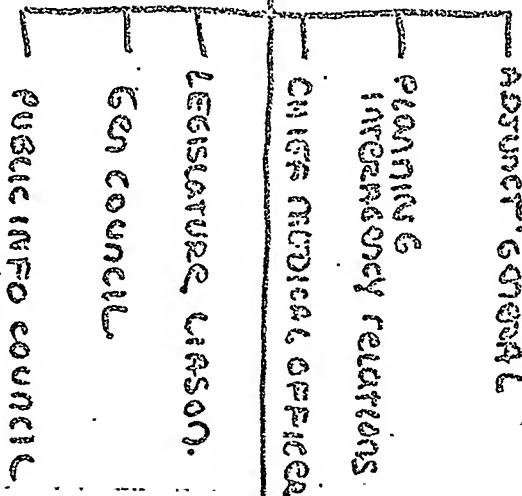 ADJUNCT. GENERAL
PLANNING
INTERAGENCY RELATIONS
CHIEF MEDICAL OFFICER
LEGISLATURE LIASON.
GEN COUNCIL.
PUBLIC INFO COUNCIL